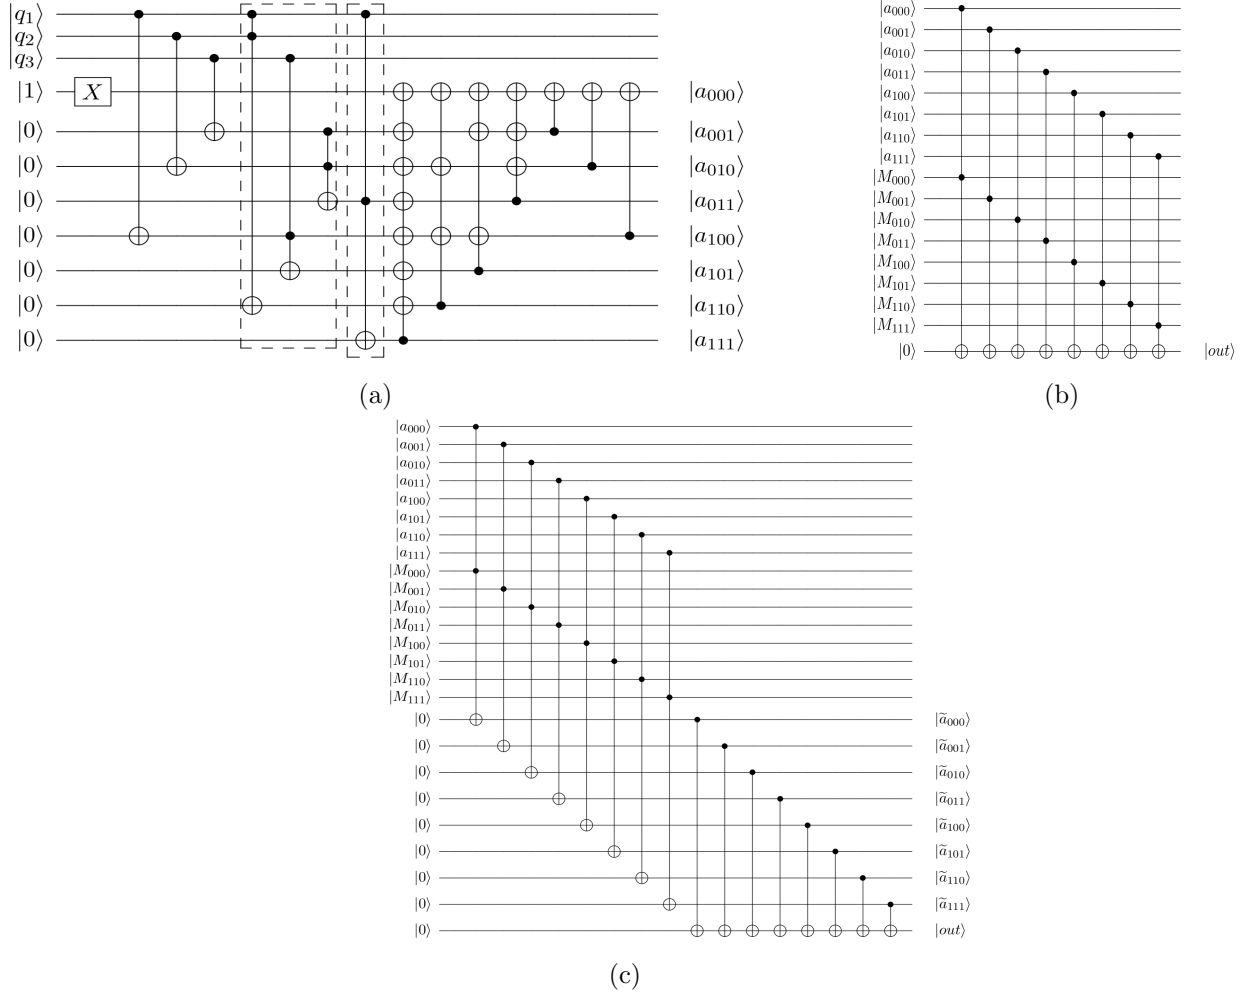 |q₁⟩
|q₂⟩
|q₃⟩
|1⟩ X |a₀₀₀⟩
|0⟩ |a₀₀₁⟩
|0⟩ |a₀₁₀⟩
|0⟩ |a₀₁₁⟩
|0⟩ |a₁₀₀⟩
|0⟩ |a₁₀₁⟩
|0⟩ |a₁₁₀⟩
|0⟩ |a₁₁₁⟩
(a)
|a₀₀₀⟩
|a₀₀₁⟩
|a₀₁₀⟩
|a₀₁₁⟩
|a₁₀₀⟩
|a₁₀₁⟩
|a₁₁₀⟩
|a₁₁₁⟩
|M₀₀₀⟩
|M₀₀₁⟩
|M₀₁₀⟩
|M₀₁₁⟩
|M₁₀₀⟩
|M₁₀₁⟩
|M₁₁₀⟩
|M₁₁₁⟩
|0⟩ |out⟩
(b)
|a₀₀₀⟩
|a₀₀₁⟩
|a₀₁₀⟩
|a₀₁₁⟩
|a₁₀₀⟩
|a₁₀₁⟩
|a₁₁₀⟩
|a₁₁₁⟩
|M₀₀₀⟩
|M₀₀₁⟩
|M₀₁₀⟩
|M₀₁₁⟩
|M₁₀₀⟩
|M₁₀₁⟩
|M₁₁₀⟩
|M₁₁₁⟩
|0⟩ |ã₀₀₀⟩
|0⟩ |ã₀₀₁⟩
|0⟩ |ã₀₁₀⟩
|0⟩ |ã₀₁₁⟩
|0⟩ |ã₁₀₀⟩
|0⟩ |ã₁₀₁⟩
|0⟩ |ã₁₁₀⟩
|0⟩ |ã₁₁₁⟩
|0⟩ |out⟩
(c)